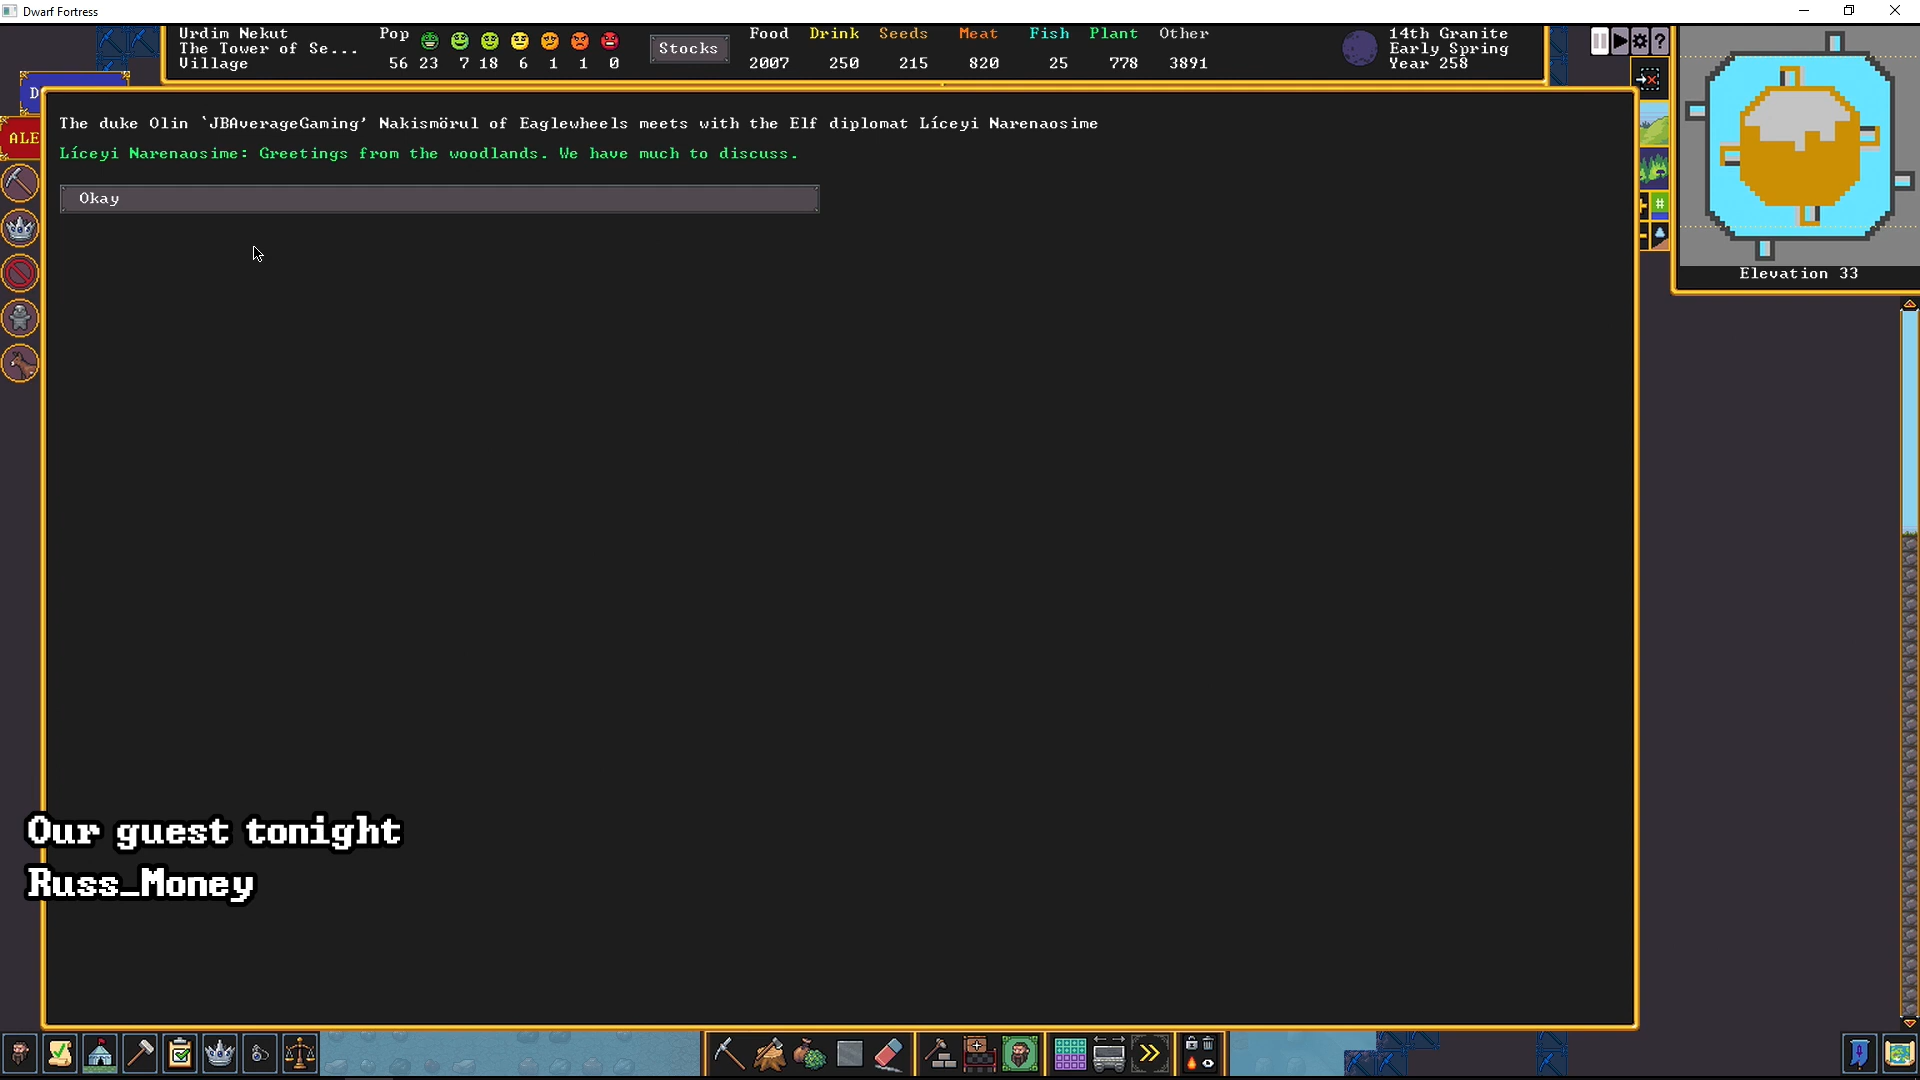 Dwarf Fortress
Urdim Nekut
The Tower of Se...
Village
Pop
56 23 7 18 6 1 1 0
Stocks
Food Drink Seeds Meat Fish Plant Other
2007 250 215 820 25 778 3891
14th Granite
Early Spring
Year 258
D
ALE
The duke Olin `JBAverageGaming' Nakismörul of Eaglewheels meets with the Elf diplomat Líceyi Narenaosime
Líceyi Narenaosime: Greetings from the woodlands. We have much to discuss.
Okay
Elevation 33
Our guest tonight
Russ_Money